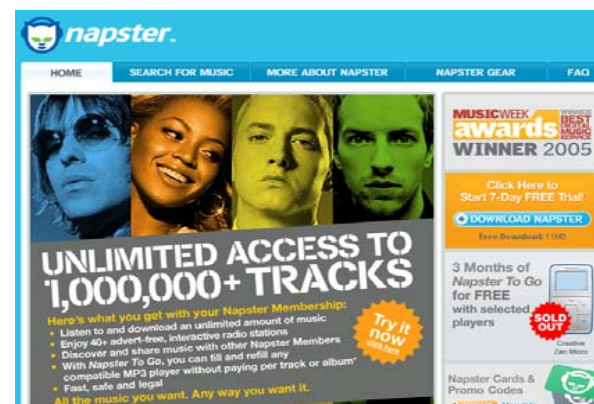 napster.
HOME SEARCH FOR MUSIC MORE ABOUT NAPSTER NAPSTER GEAR FAQ
UNLIMITED ACCESS TO
1,000,000+ TRACKS
Here's what you get with your Napster Membership:
• Listen to and download an unlimited amount of music
• Enjoy 40+ advert-free, interactive radio stations
• Discover and share music with other Napster Members
• With Napster To Go, you can fill and refill any
compatible MP3 player without paying per track or album*
• Fast, safe and legal
All the music you want. Any way you want it.
Try it
now
MUSICWEEK
awards
WINNER 2005
WINNER
BEST
DIGITAL
MUSIC
SERVICE
Click Here to
Start 7-Day FREE Trial!
DOWNLOAD NAPSTER
Free Download: 11MB
3 Months of
Napster To Go
for FREE
with selected
players
SOLD
OUT
Creative
Zen Micro
Napster Cards &
Promo Codes